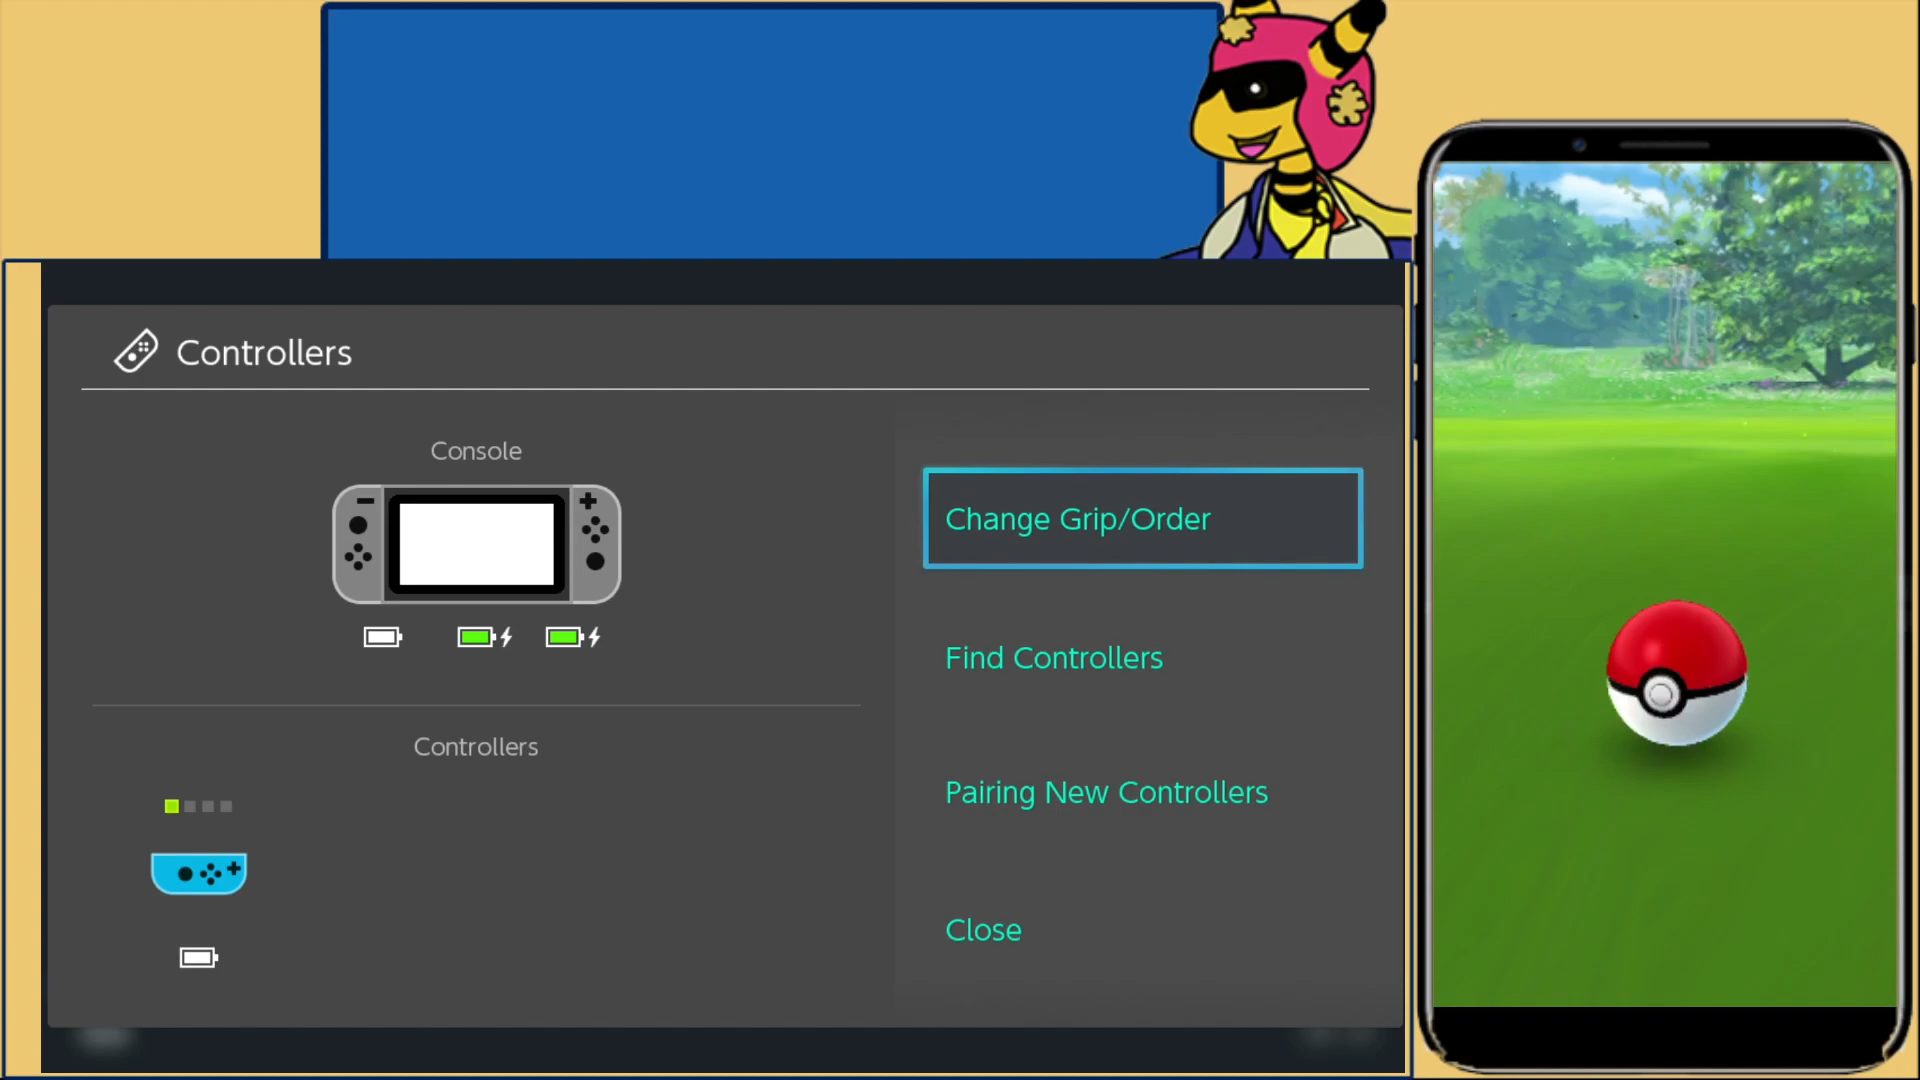 Controllers
Console
Controllers
Change Grip/Order
Find Controllers
Pairing New Controllers
Close